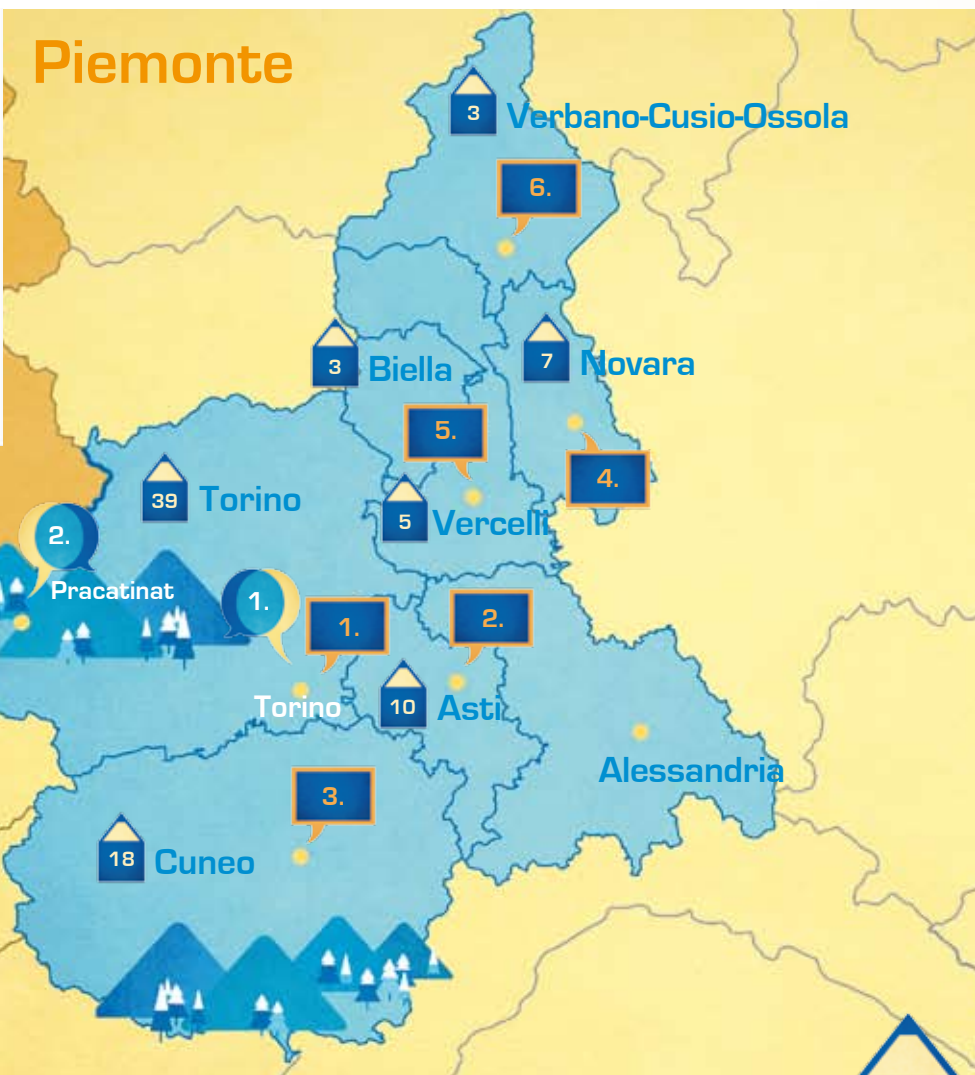 Piemonte
3
Verbano-Cusio-Ossola
6.
3
Biella
7
Novara
5.
4.
39
Torino
5
Vercelli
2.
Pracatinat
1.
1.
2.
Torino
10
Asti
Alessandria
3.
18
Cuneo